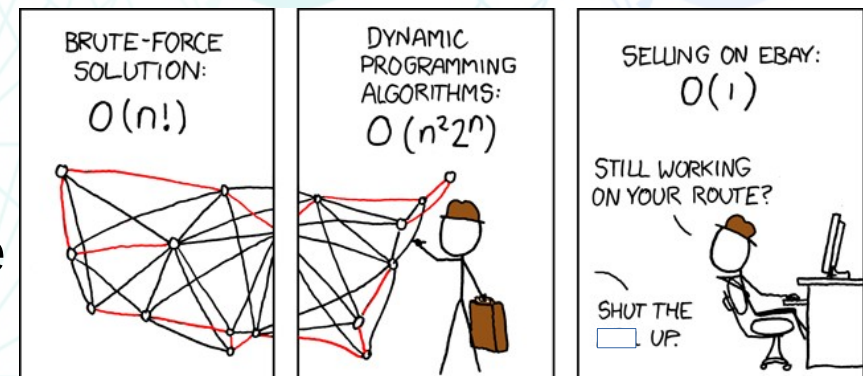 e
BRUTE-FORCE
SOLUTION:
O(n!)
DYNAMIC
PROGRAMMING
ALGORITHMS:
O(n²2ⁿ)
SELLING ON EBAY:
O(1)
STILL WORKING
ON YOUR ROUTE?
SHUT THE
UP.